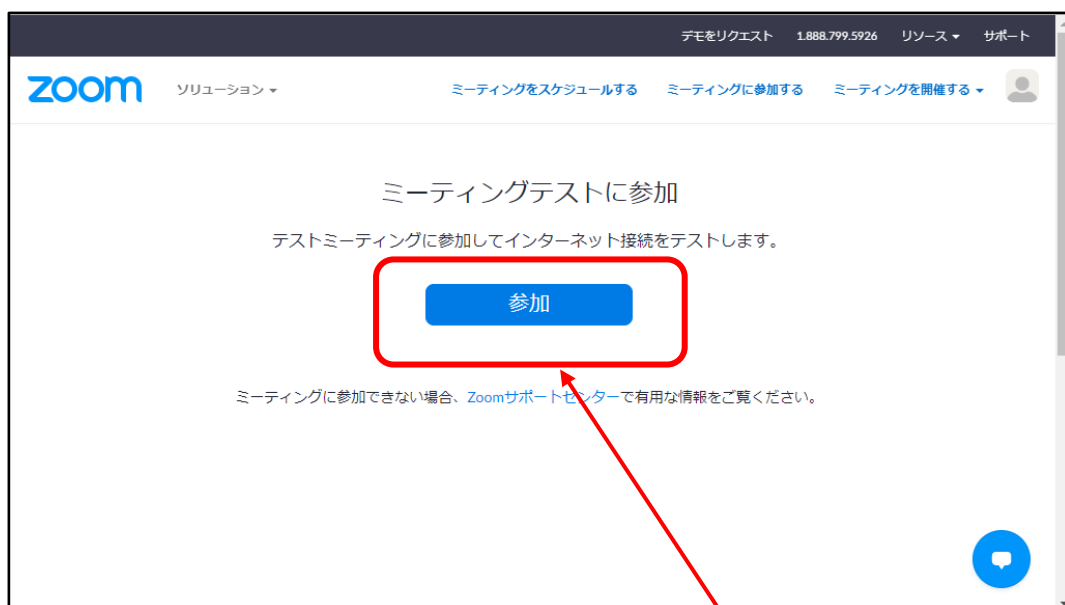 デモをリクエスト 1.888.799.5926 リソース サポート
zoom ソリューション ミーティングをスケジュールする ミーティングに参加する ミーティングを開催する
ミーティングテストに参加
テストミーティングに参加してインターネット接続をテストします。
参加
ミーティングに参加できない場合、Zoomサポートセンターで有用な情報をご覧ください。